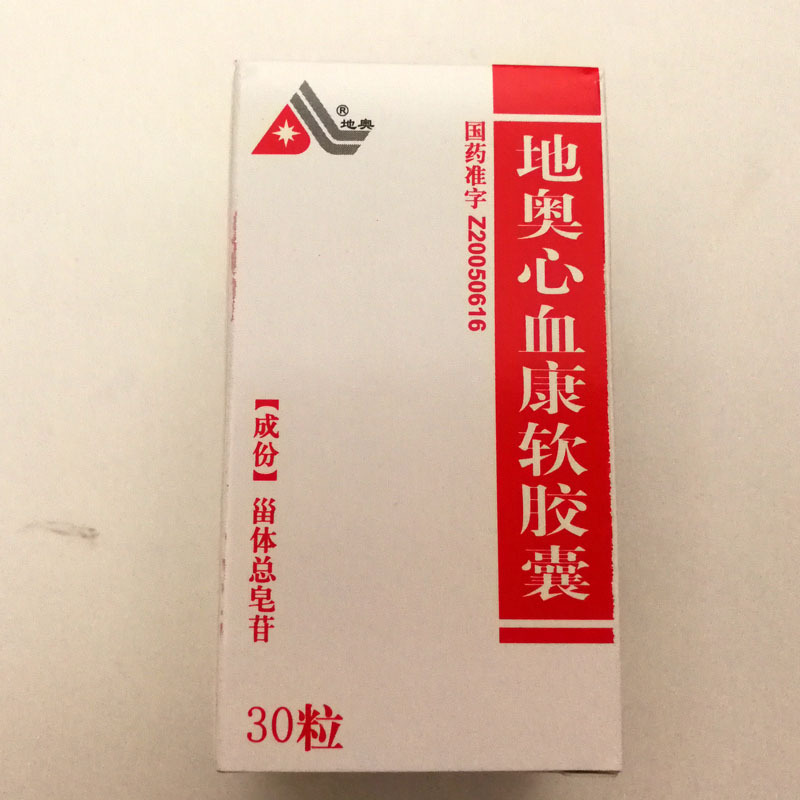 ®
地奥
地奥心血康软胶囊
国药准字 Z20050616
【成份】甾体总皂苷
30粒